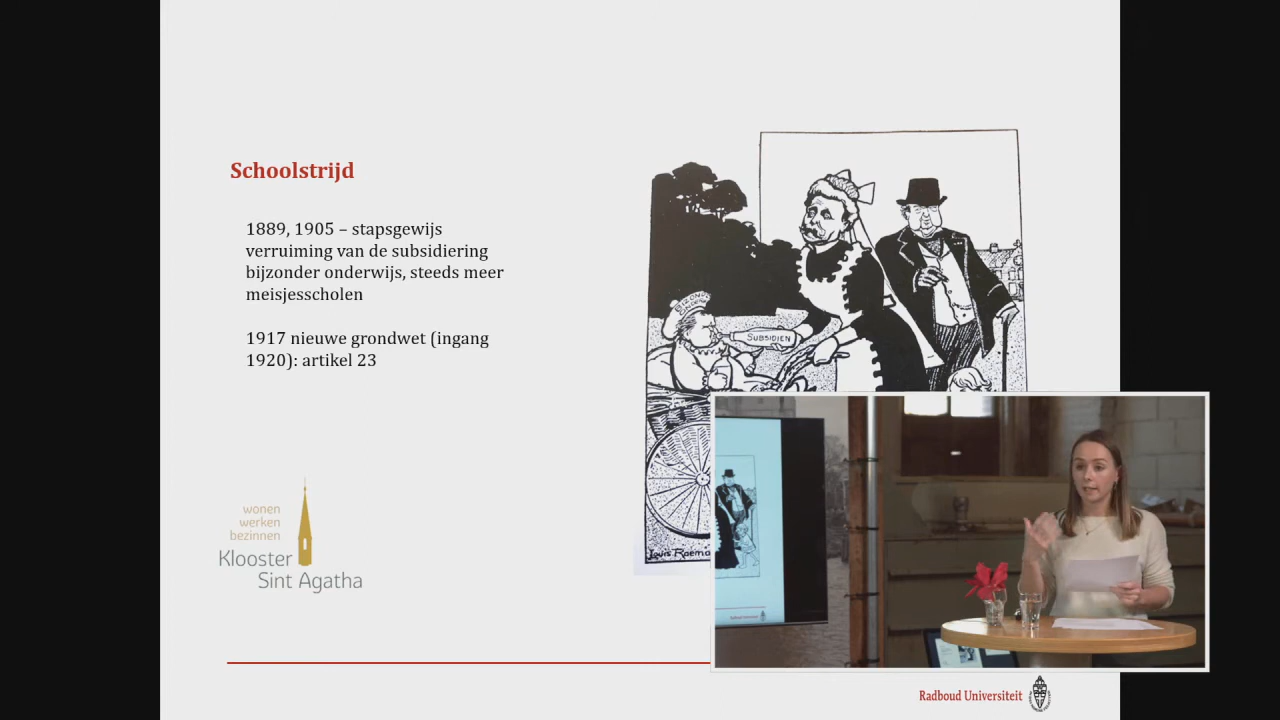 Schoolstrijd
1889, 1905 – stapsgewijs
verruiming van de subsidiering
bijzonder onderwijs, steeds meer
meisjesscholen
1917 nieuwe grondwet (ingang
1920): artikel 23
SUBSIDIEN
Louis
wonen
werken
bezinnen
Klooster
Sint Agatha
Radboud Universiteit